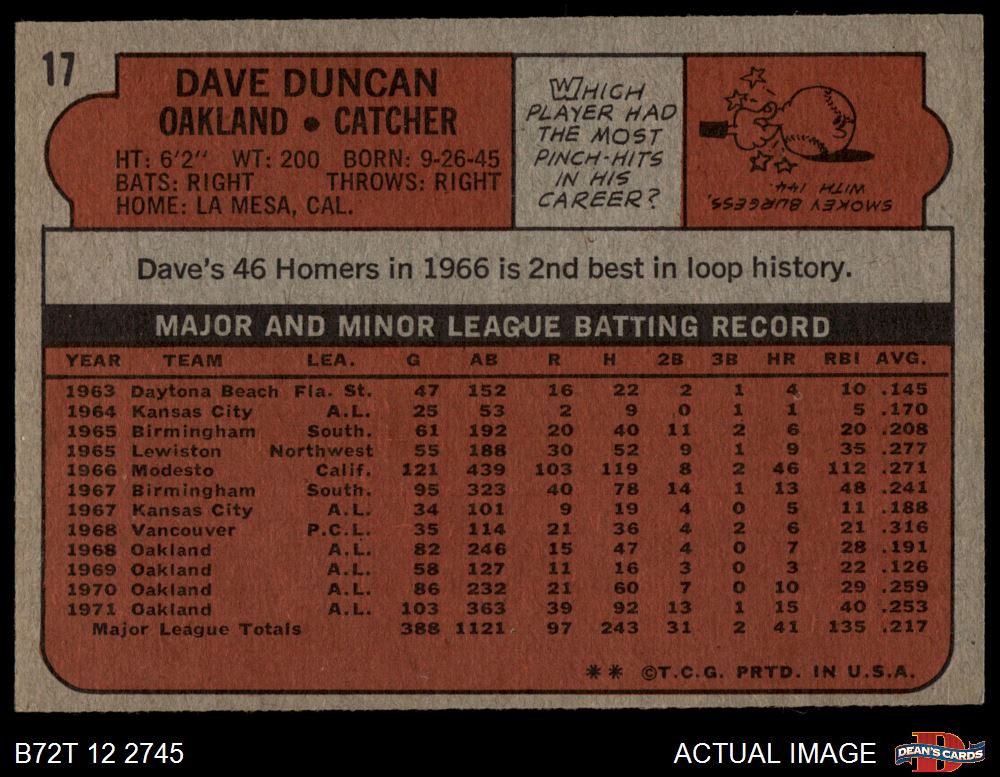 17
DAVE DUNCAN
OAKLAND • CATCHER
HT: 6'2" WT: 200 BORN: 9-26-45
BATS: RIGHT THROWS: RIGHT
HOME: LA MESA, CAL.
WHICH
PLAYER HAD
THE MOST
PINCH-HITS
IN HIS
CAREER?
SMOKEY BURGESS,
WITH 144.
Dave's 46 Homers in 1966 is 2nd best in loop history.
MAJOR AND MINOR LEAGUE BATTING RECORD
YEAR TEAM LEA. G AB R H 2B 3B HR RBI AVG.
1963 Daytona Beach Fla. St. 47 152 16 22 2 1 4 10 .145
1964 Kansas City A.L. 25 53 2 9 0 1 1 5 .170
1965 Birmingham South. 61 192 20 40 11 2 6 20 .208
1965 Lewiston Northwest 55 188 30 52 9 1 9 35 .277
1966 Modesto Calif. 121 439 103 119 8 2 46 112 .271
1967 Birmingham South. 95 323 40 78 14 1 13 48 .241
1967 Kansas City A.L. 34 101 9 19 4 0 5 11 .188
1968 Vancouver P.C.L. 35 114 21 36 4 2 6 21 .316
1968 Oakland A.L. 82 246 15 47 4 0 7 28 .191
1969 Oakland A.L. 58 127 11 16 3 0 3 22 .126
1970 Oakland A.L. 86 232 21 60 7 0 10 29 .259
1971 Oakland A.L. 103 363 39 92 13 1 15 40 .253
Major League Totals 388 1121 97 243 31 2 41 135 .217
** ©T.C.G. PRTD. IN U.S.A.
B72T 12 2745
ACTUAL IMAGE
DEAN'S CARDS